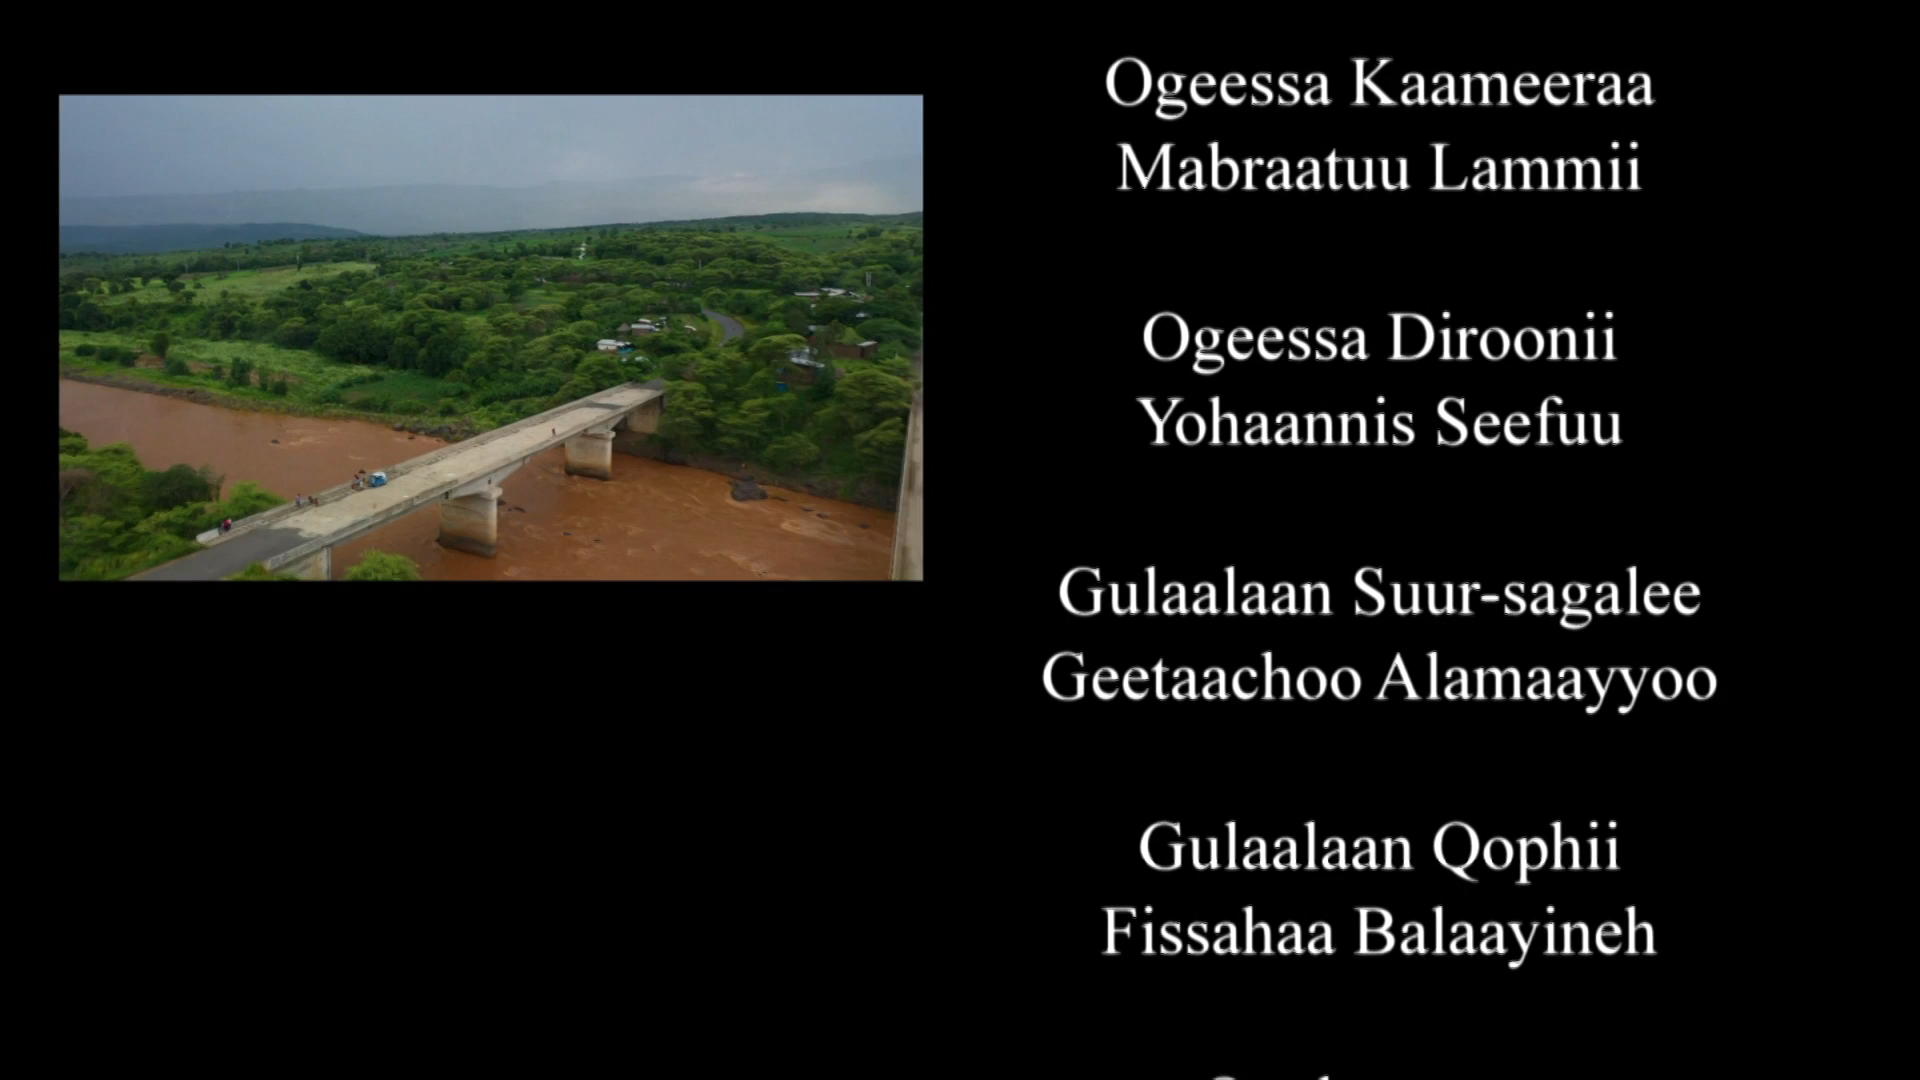 Ogeessa Kaameeraa
Mabraatuu Lammii
Ogeessa Diroonii
Yohaannis Seefuu
Gulaalaan Suur-sagalee
Geetaachoo Alamaayyoo
Gulaalaan Qophii
Fissahaa Balaayineh